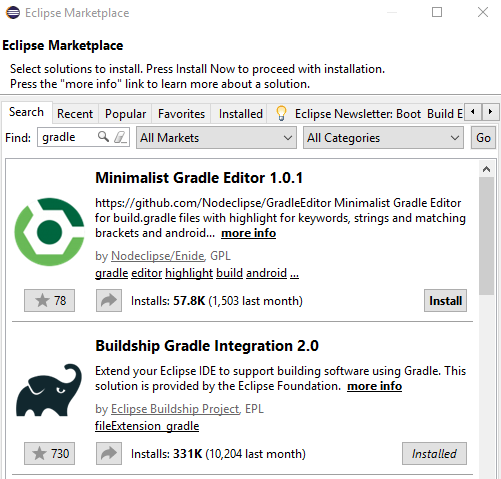 Eclipse Marketplace
Eclipse Marketplace
Select solutions to install. Press Install Now to proceed with installation.
Press the "more info" link to learn more about a solution.
Search Recent Popular Favorites Installed Eclipse Newsletter: Boot Build E
Find: gradle All Markets All Categories Go
Minimalist Gradle Editor 1.0.1
https://github.com/Nodeclipse/GradleEditor Minimalist Gradle Editor
for build.gradle files with highlight for keywords, strings and matching
brackets and android... more info
by Nodeclipse/Enide, GPL
gradle editor highlight build android ...
78 Installs: 57.8K (1,503 last month) Install
Buildship Gradle Integration 2.0
Extend your Eclipse IDE to support building software using Gradle. This
solution is provided by the Eclipse Foundation. more info
by Eclipse Buildship Project, EPL
fileExtension_gradle
730 Installs: 331K (10,204 last month) Installed